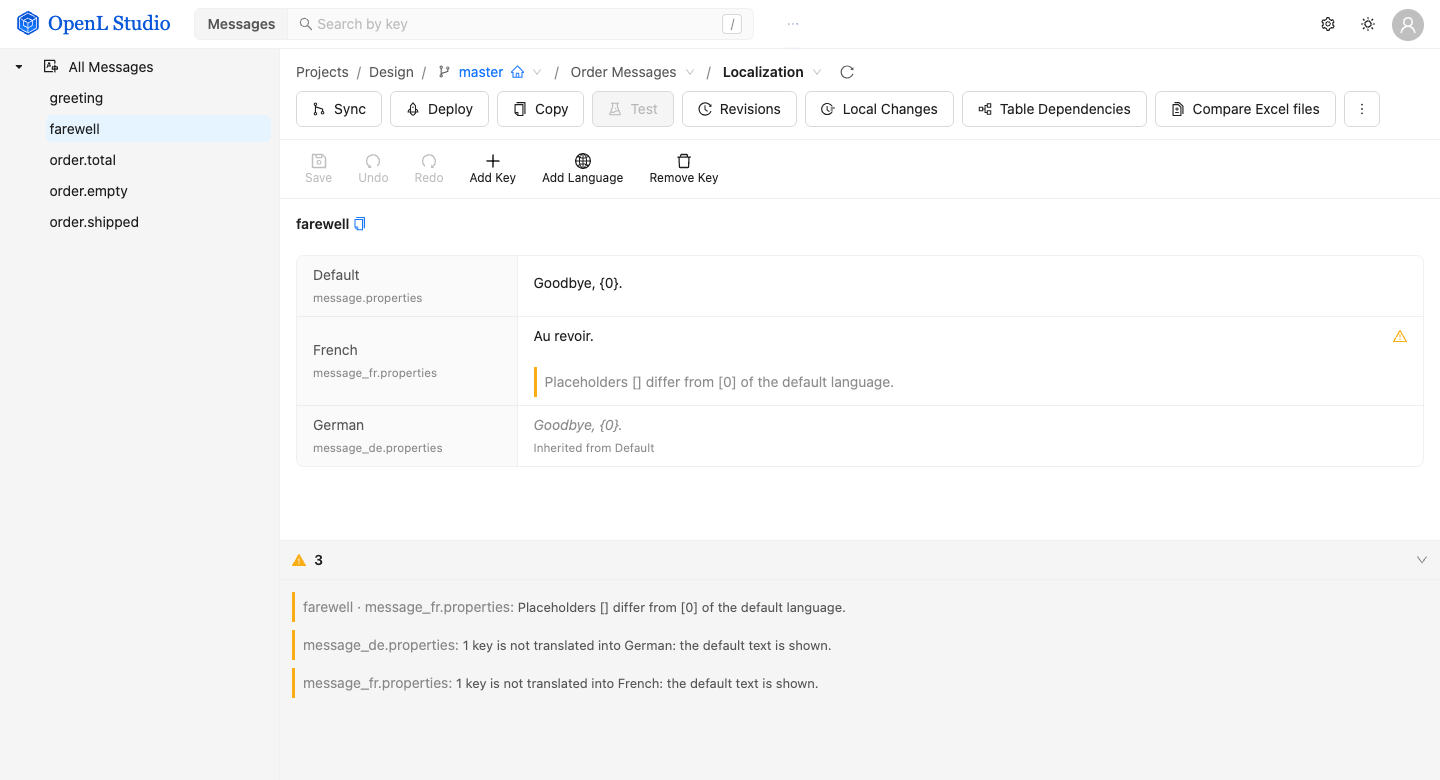 OpenL Studio
Messages
Search by key
/
···
All Messages
greeting
farewell
order.total
order.empty
order.shipped
Projects / Design / master / Order Messages / Localization
Sync
Deploy
Copy
Test
Revisions
Local Changes
Table Dependencies
Compare Excel files
Save
Undo
Redo
Add Key
Add Language
Remove Key
farewell
Default
message.properties
Goodbye, {0}.
French
message_fr.properties
Au revoir.
Placeholders [] differ from [0] of the default language.
German
message_de.properties
Goodbye, {0}.
Inherited from Default
3
farewell · message_fr.properties: Placeholders [] differ from [0] of the default language.
message_de.properties: 1 key is not translated into German: the default text is shown.
message_fr.properties: 1 key is not translated into French: the default text is shown.